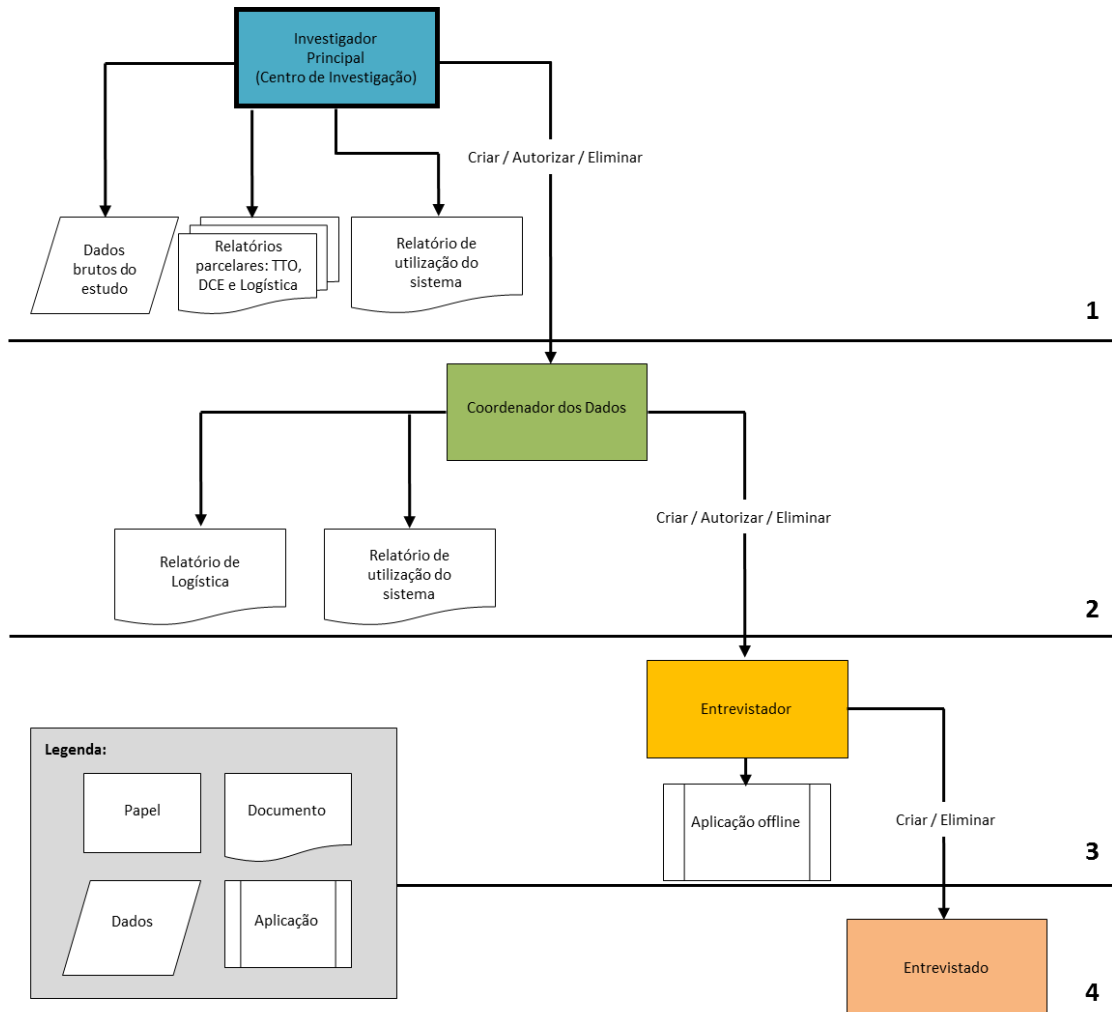 Investigador
Principal
(Centro de Investigação)
Criar / Autorizar / Eliminar
Dados
brutos do
estudo
Relatórios
parcelares: TTO,
DCE e Logística
Relatório de
utilização do
sistema
1
Coordenador dos Dados
Criar / Autorizar / Eliminar
Relatório de
Logística
Relatório de
utilização do
sistema
2
Entrevistador
Aplicação offline
Criar / Eliminar
3
Legenda:
Papel
Documento
Dados
Aplicação
Entrevistado
4